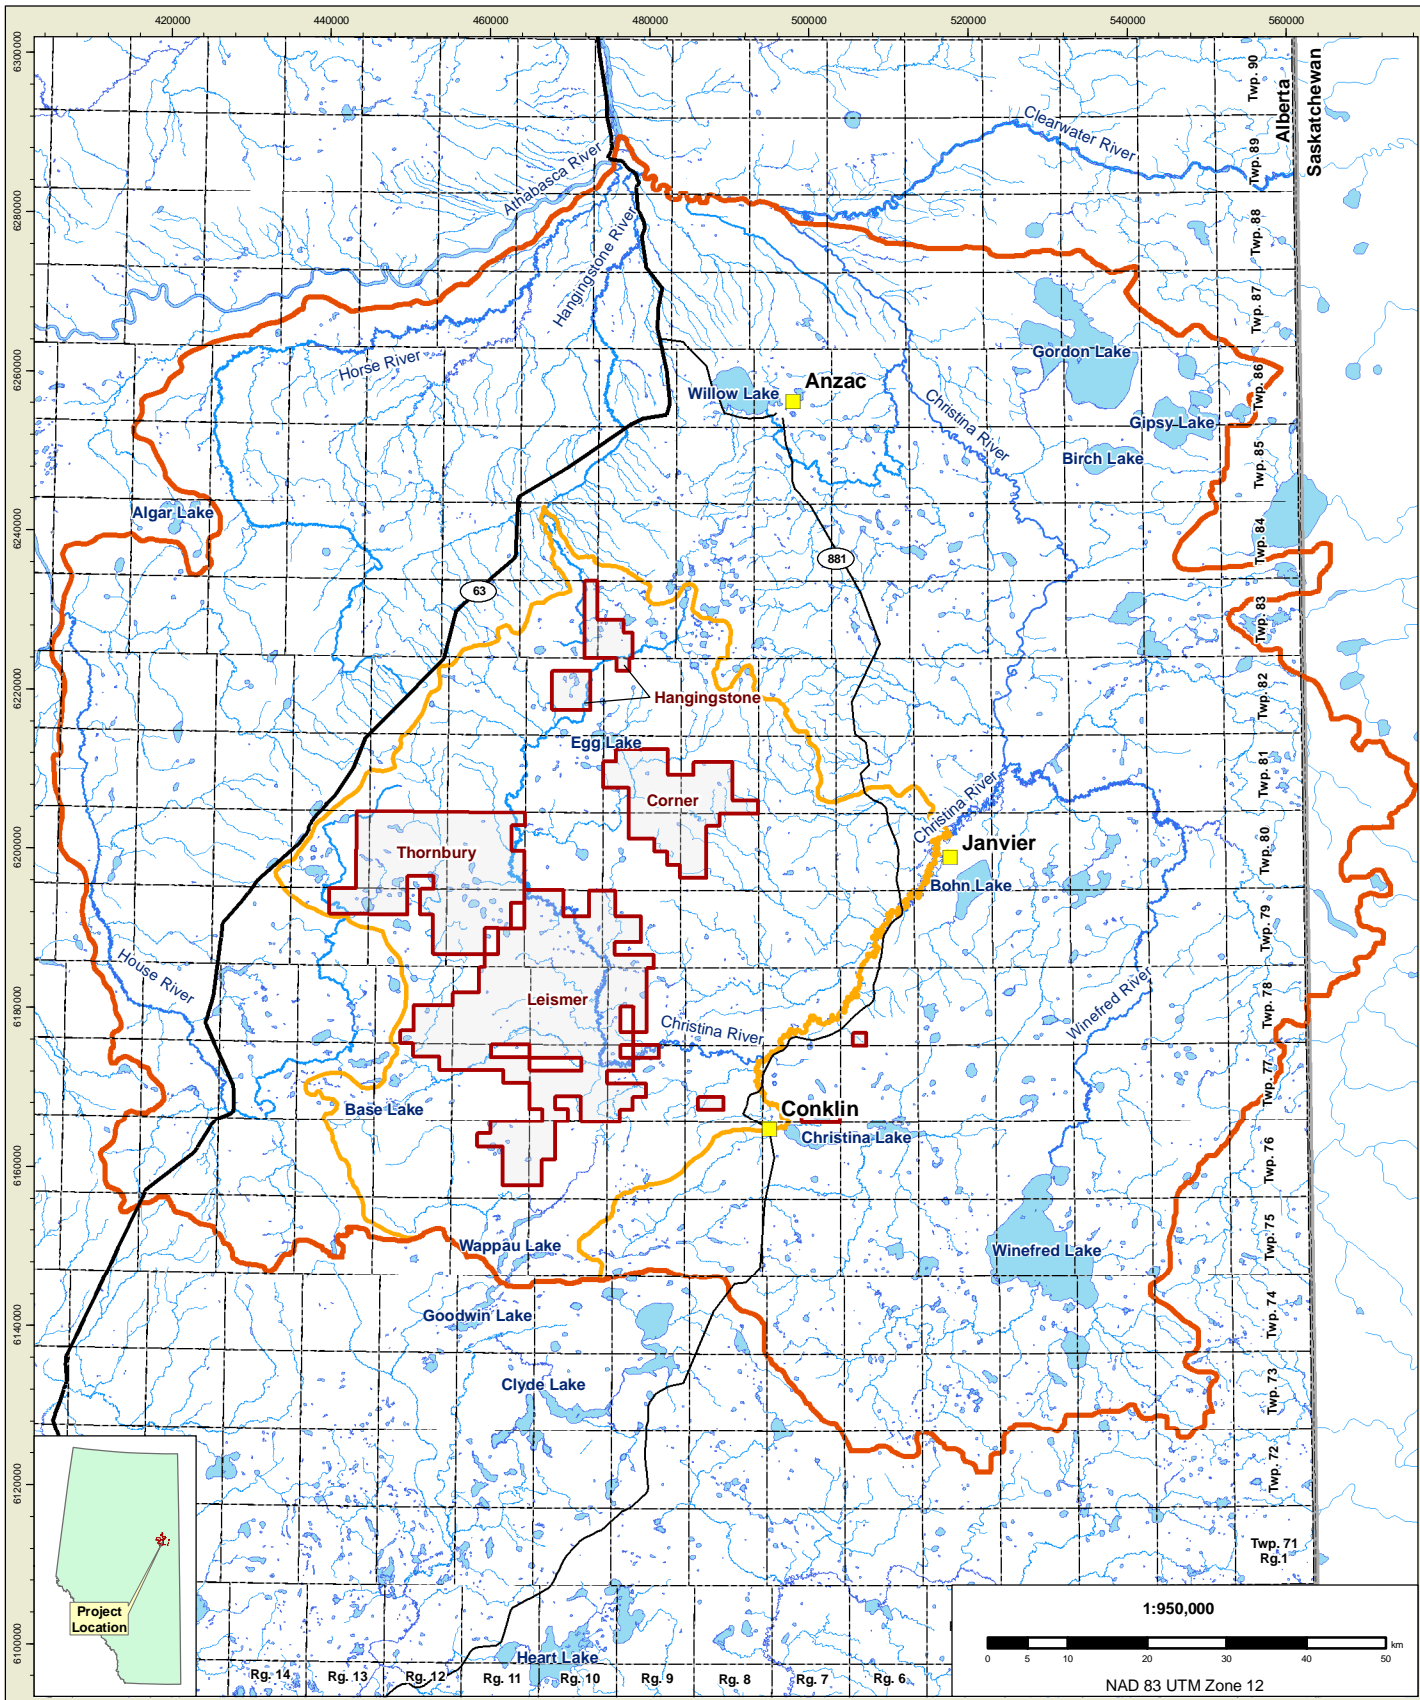 420000 440000 460000 480000 500000 520000 540000 560000
6300000
6280000
6260000
6240000
6220000
6200000
6180000
6160000
6140000
6120000
6100000
Alberta
Saskatchewan
Twp. 90
Twp. 89
Twp. 88
Twp. 87
Twp. 86
Twp. 85
Twp. 84
Twp. 83
Twp. 82
Twp. 81
Twp. 80
Twp. 79
Twp. 78
Twp. 77
Twp. 76
Twp. 75
Twp. 74
Twp. 73
Twp. 72
Twp. 71
Rg.1
Clearwater River
Athabasca River
Hangingstone River
Horse River
Gordon Lake
Willow Lake
Anzac
Christina River
Gipsy Lake
Birch Lake
Algar Lake
881
63
Hangingstone
Egg Lake
Corner
Christina River
Thornbury
Janvier
Bohn Lake
House River
Leismer
Christina River
Winefred River
Base Lake
Conklin
Christina Lake
Wappau Lake
Winefred Lake
Goodwin Lake
Clyde Lake
Heart Lake
Project
Location
Rg. 14 Rg. 13 Rg. 12 Rg. 11 Rg. 10 Rg. 9 Rg. 8 Rg. 7 Rg. 6
1:950,000
km
0 5 10 20 30 40 50
NAD 83 UTM Zone 12